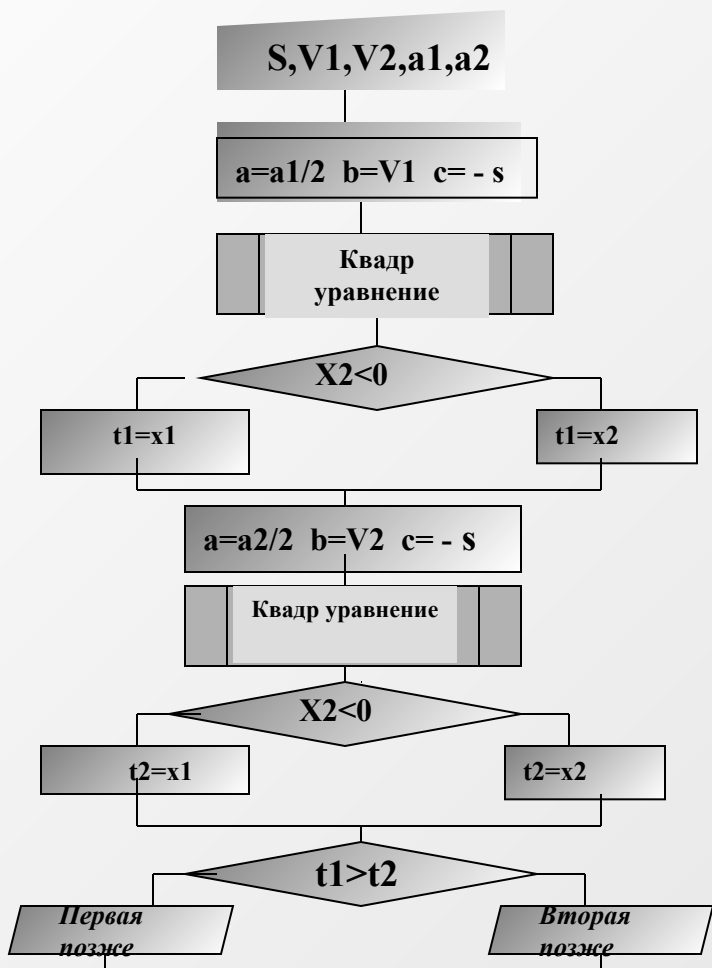 S,V1,V2,a1,a2
a=a1/2 b=V1 c= - s
Квадр
уравнение
X2<0
t1=x1
t1=x2
a=a2/2 b=V2 c= - s
Квадр уравнение
X2<0
t2=x1
t2=x2
t1>t2
Первая
позже
Вторая
позже